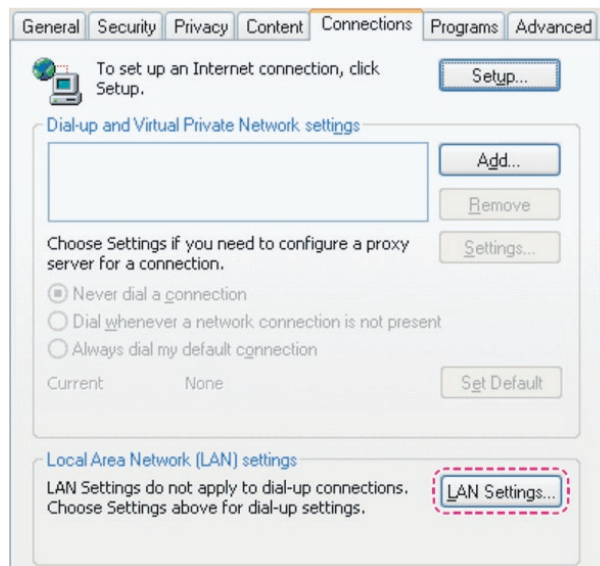 General Security Privacy Content Connections Programs Advanced
To set up an Internet connection, click
Setup.
Setup...
Dial-up and Virtual Private Network settings
Add...
Remove
Choose Settings if you need to configure a proxy
server for a connection.
Settings...
Never dial a connection
Dial whenever a network connection is not present
Always dial my default connection
Current None
Set Default
Local Area Network (LAN) settings
LAN Settings do not apply to dial-up connections.
Choose Settings above for dial-up settings.
LAN Settings...